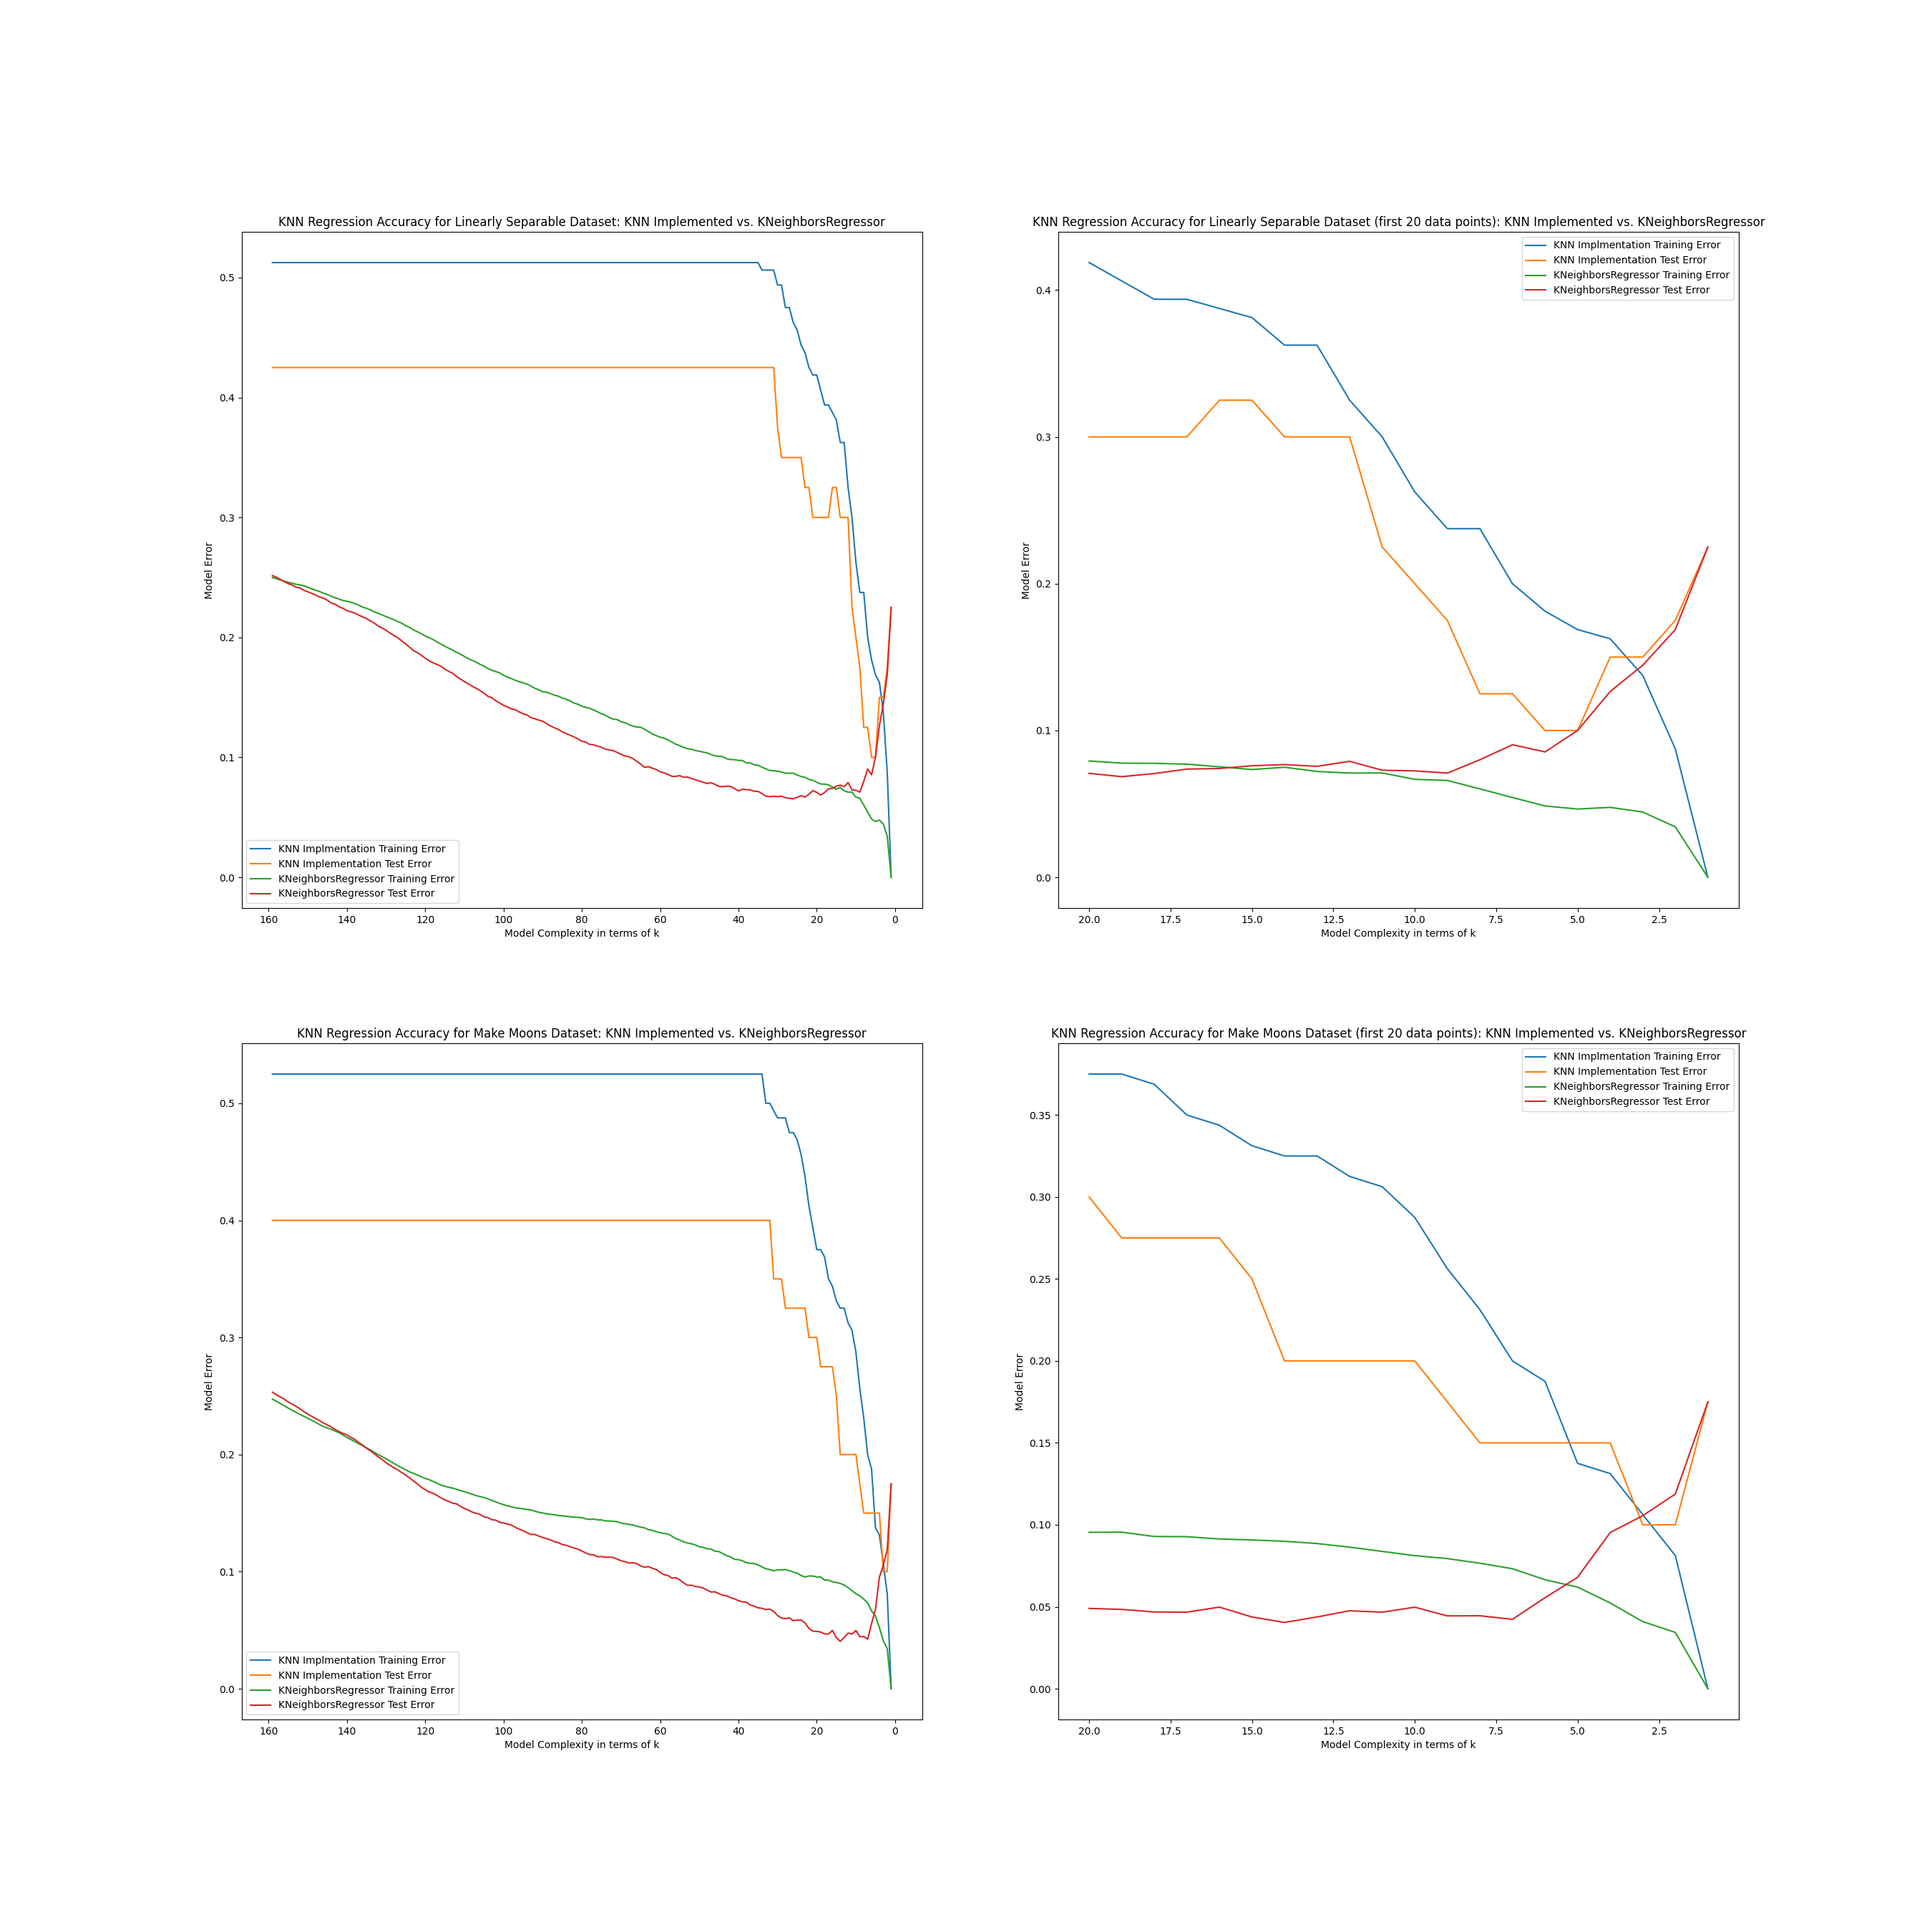 KNN Regression Accuracy for Linearly Separable Dataset: KNN Implemented vs. KNeighborsRegressor
0.5
0.4
0.3
0.2
0.1
0.0
Model Error
KNN Implmentation Training Error
KNN Implementation Test Error
KNeighborsRegressor Training Error
KNeighborsRegressor Test Error
160 140 120 100 80 60 40 20 0
Model Complexity in terms of k
KNN Regression Accuracy for Linearly Separable Dataset (first 20 data points): KNN Implemented vs. KNeighborsRegressor
KNN Implmentation Training Error
KNN Implementation Test Error
KNeighborsRegressor Training Error
KNeighborsRegressor Test Error
0.4
0.3
0.2
0.1
0.0
Model Error
20.0 17.5 15.0 12.5 10.0 7.5 5.0 2.5
Model Complexity in terms of k
KNN Regression Accuracy for Make Moons Dataset: KNN Implemented vs. KNeighborsRegressor
0.5
0.4
0.3
0.2
0.1
0.0
Model Error
KNN Implmentation Training Error
KNN Implementation Test Error
KNeighborsRegressor Training Error
KNeighborsRegressor Test Error
160 140 120 100 80 60 40 20 0
Model Complexity in terms of k
KNN Regression Accuracy for Make Moons Dataset (first 20 data points): KNN Implemented vs. KNeighborsRegressor
KNN Implmentation Training Error
KNN Implementation Test Error
KNeighborsRegressor Training Error
KNeighborsRegressor Test Error
0.35
0.30
0.25
0.20
0.15
0.10
0.05
0.00
Model Error
20.0 17.5 15.0 12.5 10.0 7.5 5.0 2.5
Model Complexity in terms of k